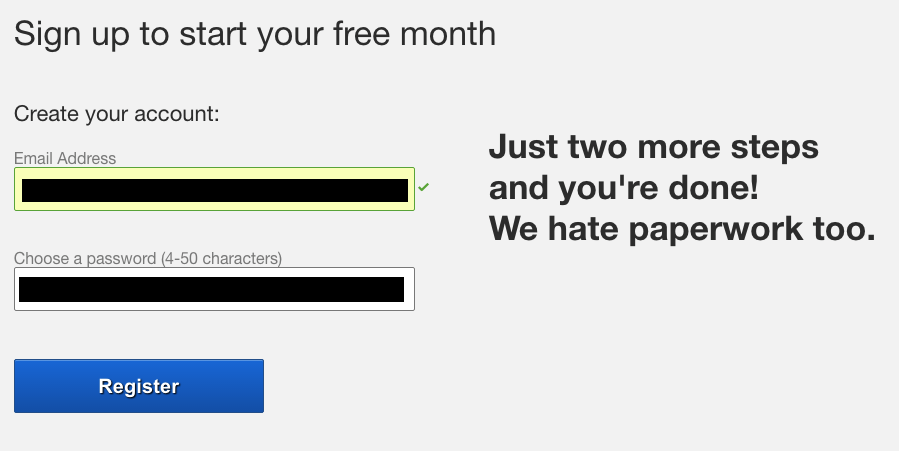 Sign up to start your free month
Create your account:
Email Address
Choose a password (4-50 characters)
Register
Just two more steps
and you're done!
We hate paperwork too.